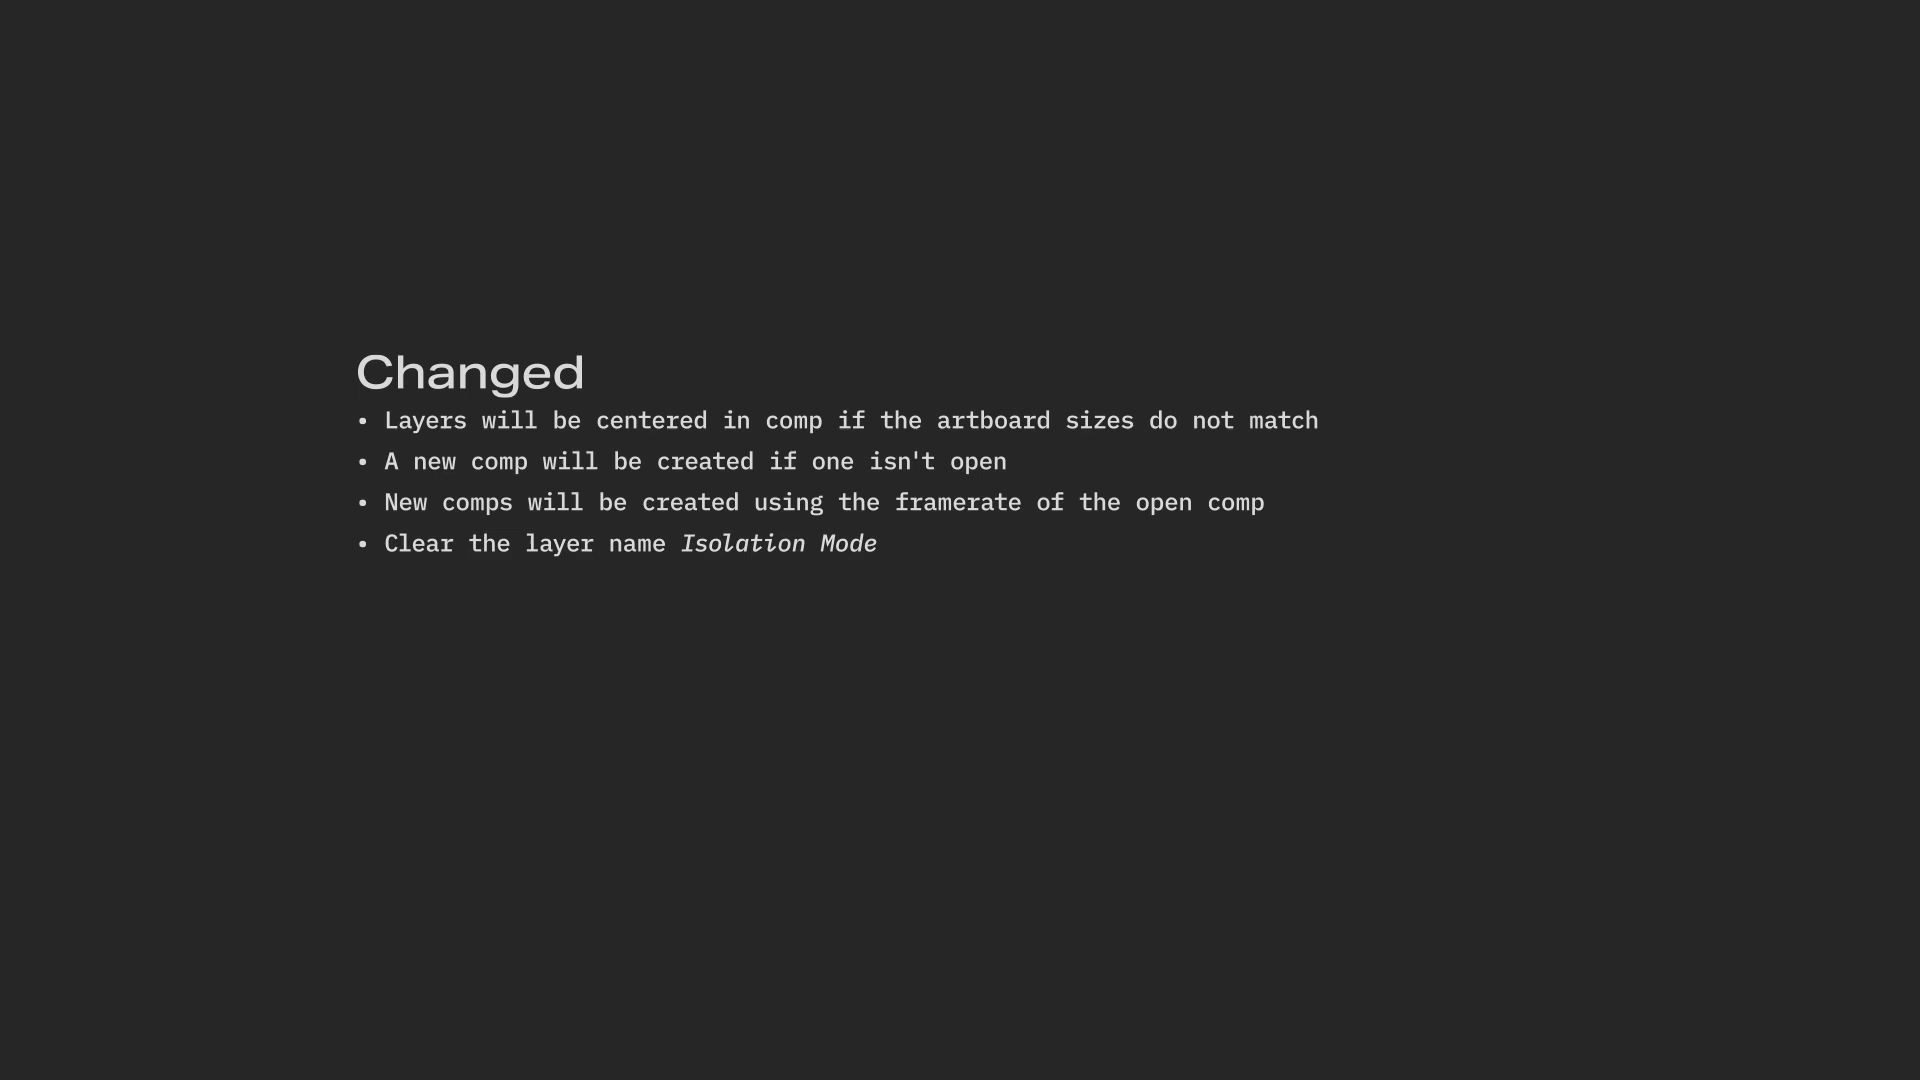 Changed
• Layers will be centered in comp if the artboard sizes do not match
• A new comp will be created if one isn't open
• New comps will be created using the framerate of the open comp
• Clear the layer name Isolation Mode